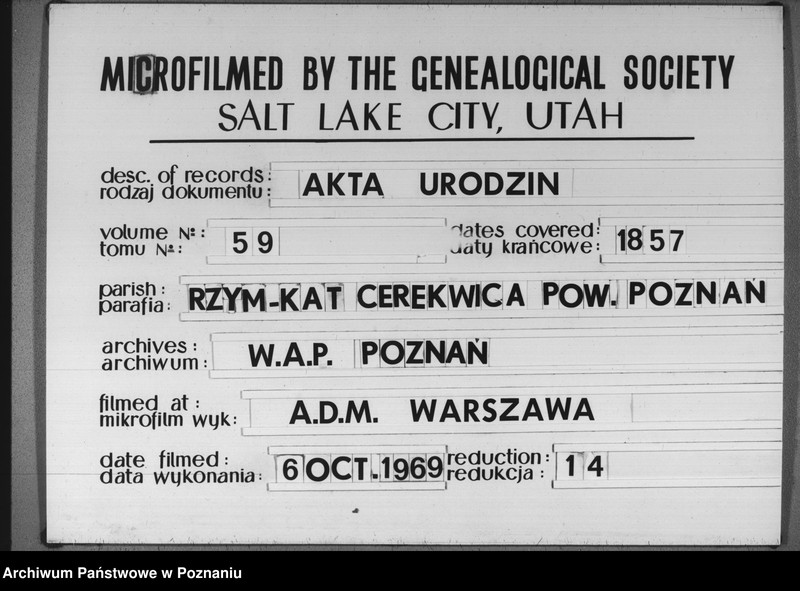 MICROFILMED BY THE GENEALOGICAL SOCIETY
SALT LAKE CITY, UTAH
desc. of records:
rodzaj dokumentu: AKTA URODZIN
volume No: dates covered:
tomu No: 59 daty krańcowe: 1857
parish:
parafia: RZYM-KAT CEREKWICA POW. POZNAŃ
archives:
archiwum: W.A.P. POZNAŃ
filmed at:
mikrofilm wyk: A.D.M. WARSZAWA
date filmed: reduction:
data wykonania: 6 OCT. 1969 redukcja: 14
Archiwum Państwowe w Poznaniu